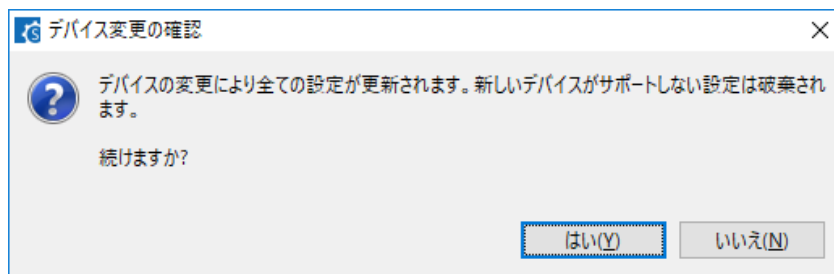 デバイス変更の確認
デバイスの変更により全ての設定が更新されます。新しいデバイスがサポートしない設定は破棄され
ます。
続けますか?
はい(Y)
いいえ(N)